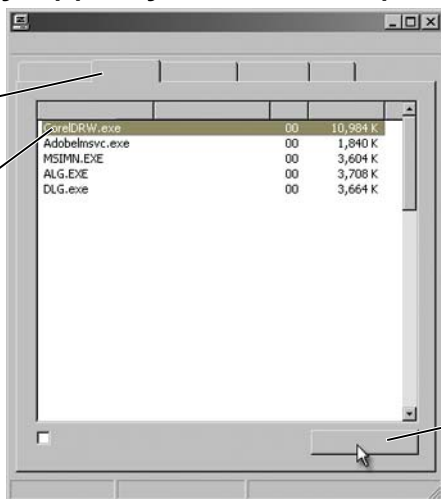 CorelDRW.exe 00 10,984 K
Adobelmsvc.exe 00 1,840 K
MSIMN.EXE 00 3,604 K
ALG.EXE 00 3,708 K
DLG.exe 00 3,664 K